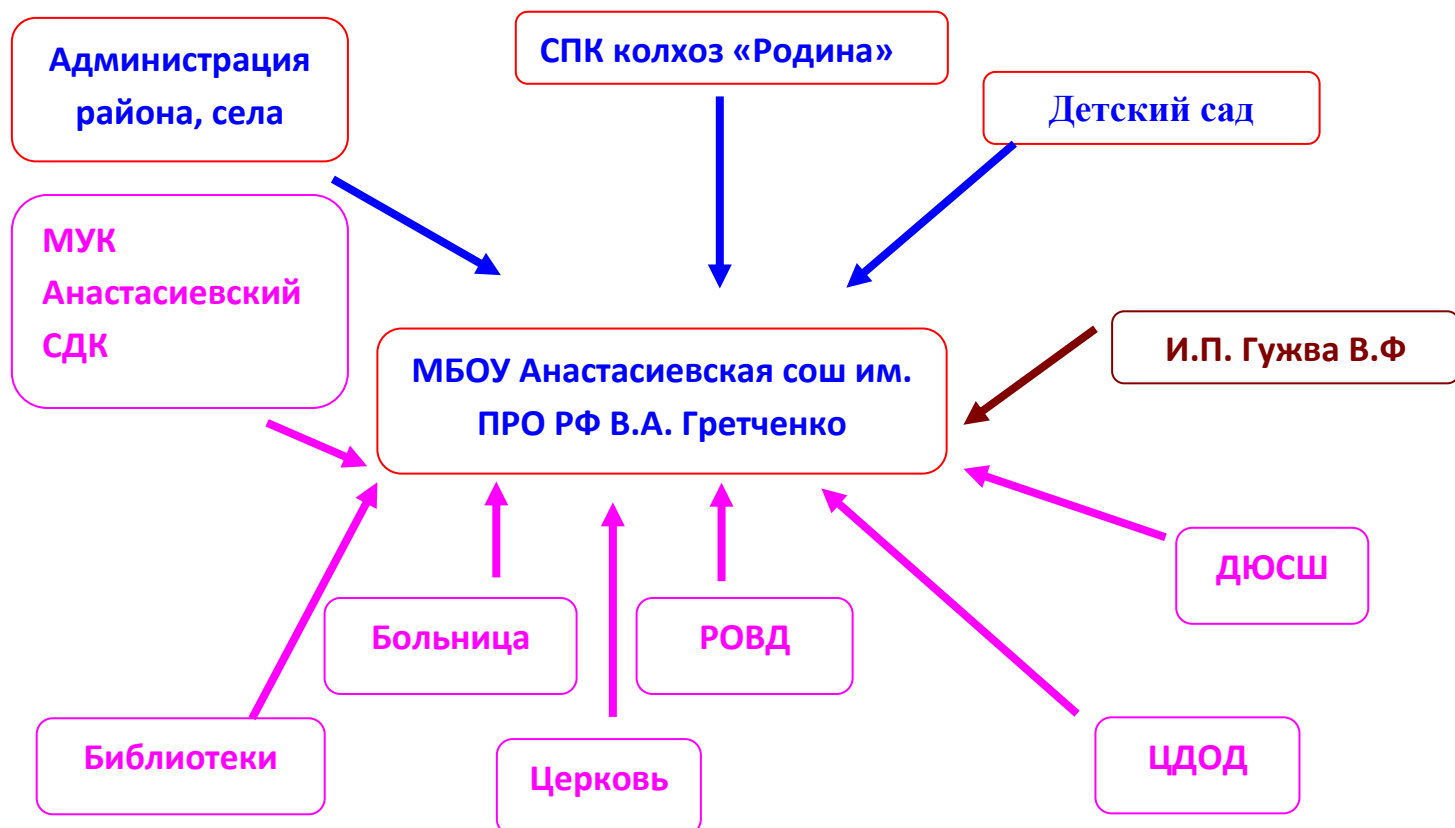 Администрация
района, села
СПК колхоз «Родина»
Детский сад
МУК
Анастасиевский
СДК
МБОУ Анастасиевская сош им.
ПРО РФ В.А. Гретченко
И.П. Гужва В.Ф
ДЮСШ
Больница
РОВД
Библиотеки
Церковь
ЦДОД